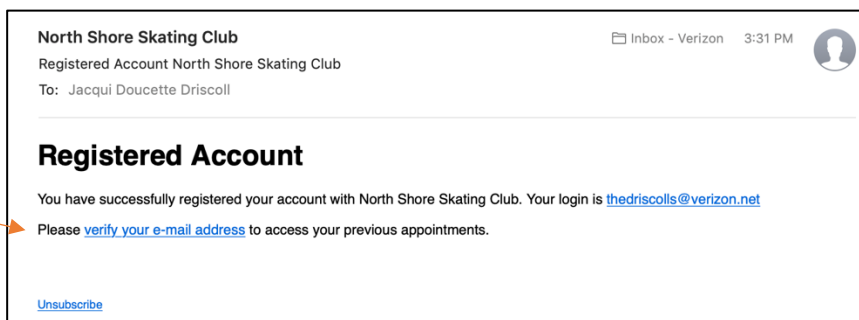 North Shore Skating Club
Inbox - Verizon 3:31 PM
Registered Account North Shore Skating Club
To: Jacqui Doucette Driscoll
Registered Account
You have successfully registered your account with North Shore Skating Club. Your login is thedriscolls@verizon.net
Please verify your e-mail address to access your previous appointments.
Unsubscribe